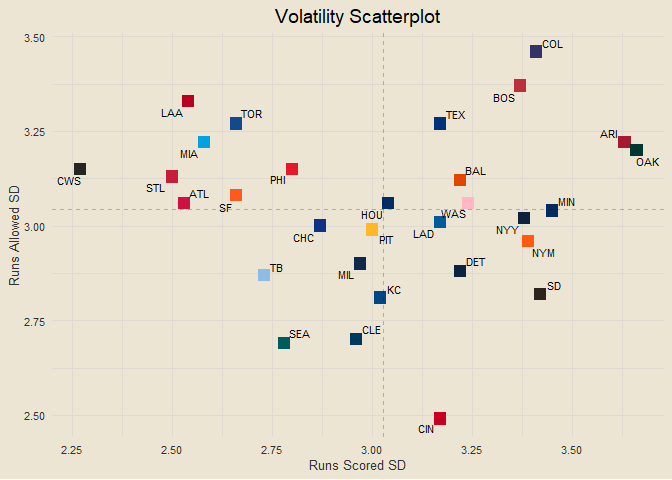 Volatility Scatterplot
3.50
COL
BOS
LAA
TOR
TEX
3.25
ARI
MIA
OAK
CWS
STL
PHI
BAL
ATL
SF
HOU
WAS
MIN
3.00
CHC
PIT
LAD
NYY
NYM
TB
MIL
DET
KC
SD
2.75
SEA
CLE
2.50
CIN
Runs Allowed SD
2.25
2.50
2.75
3.00
3.25
3.50
Runs Scored SD